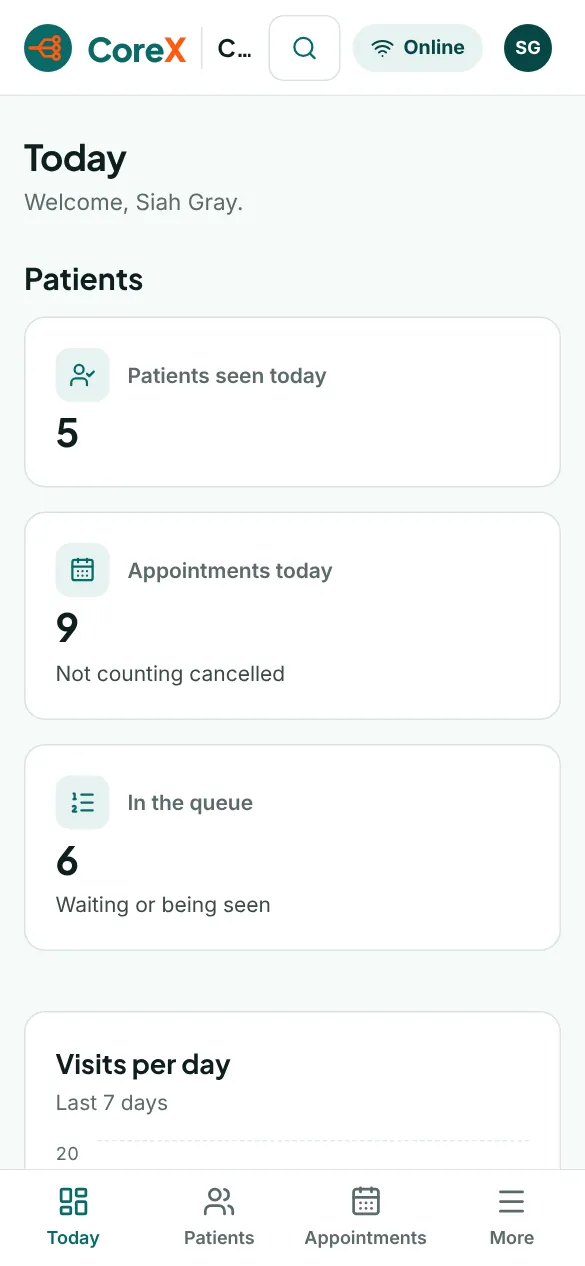 CoreX
C...
Online
SG
Today
Welcome, Siah Gray.
Patients
Patients seen today
5
Appointments today
9
Not counting cancelled
In the queue
6
Waiting or being seen
Visits per day
Last 7 days
20
Today
Patients
Appointments
More